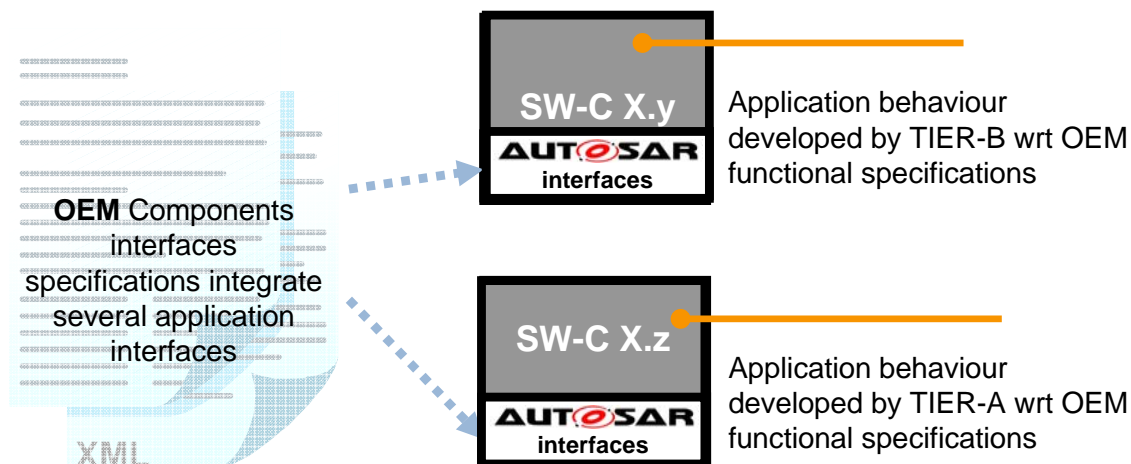 OEM Components
interfaces
specifications integrate
several application
interfaces
XML
SW-C X.y
AUTOSAR
interfaces
Application behaviour
developed by TIER-B wrt OEM
functional specifications
SW-C X.z
AUTOSAR
interfaces
Application behaviour
developed by TIER-A wrt OEM
functional specifications